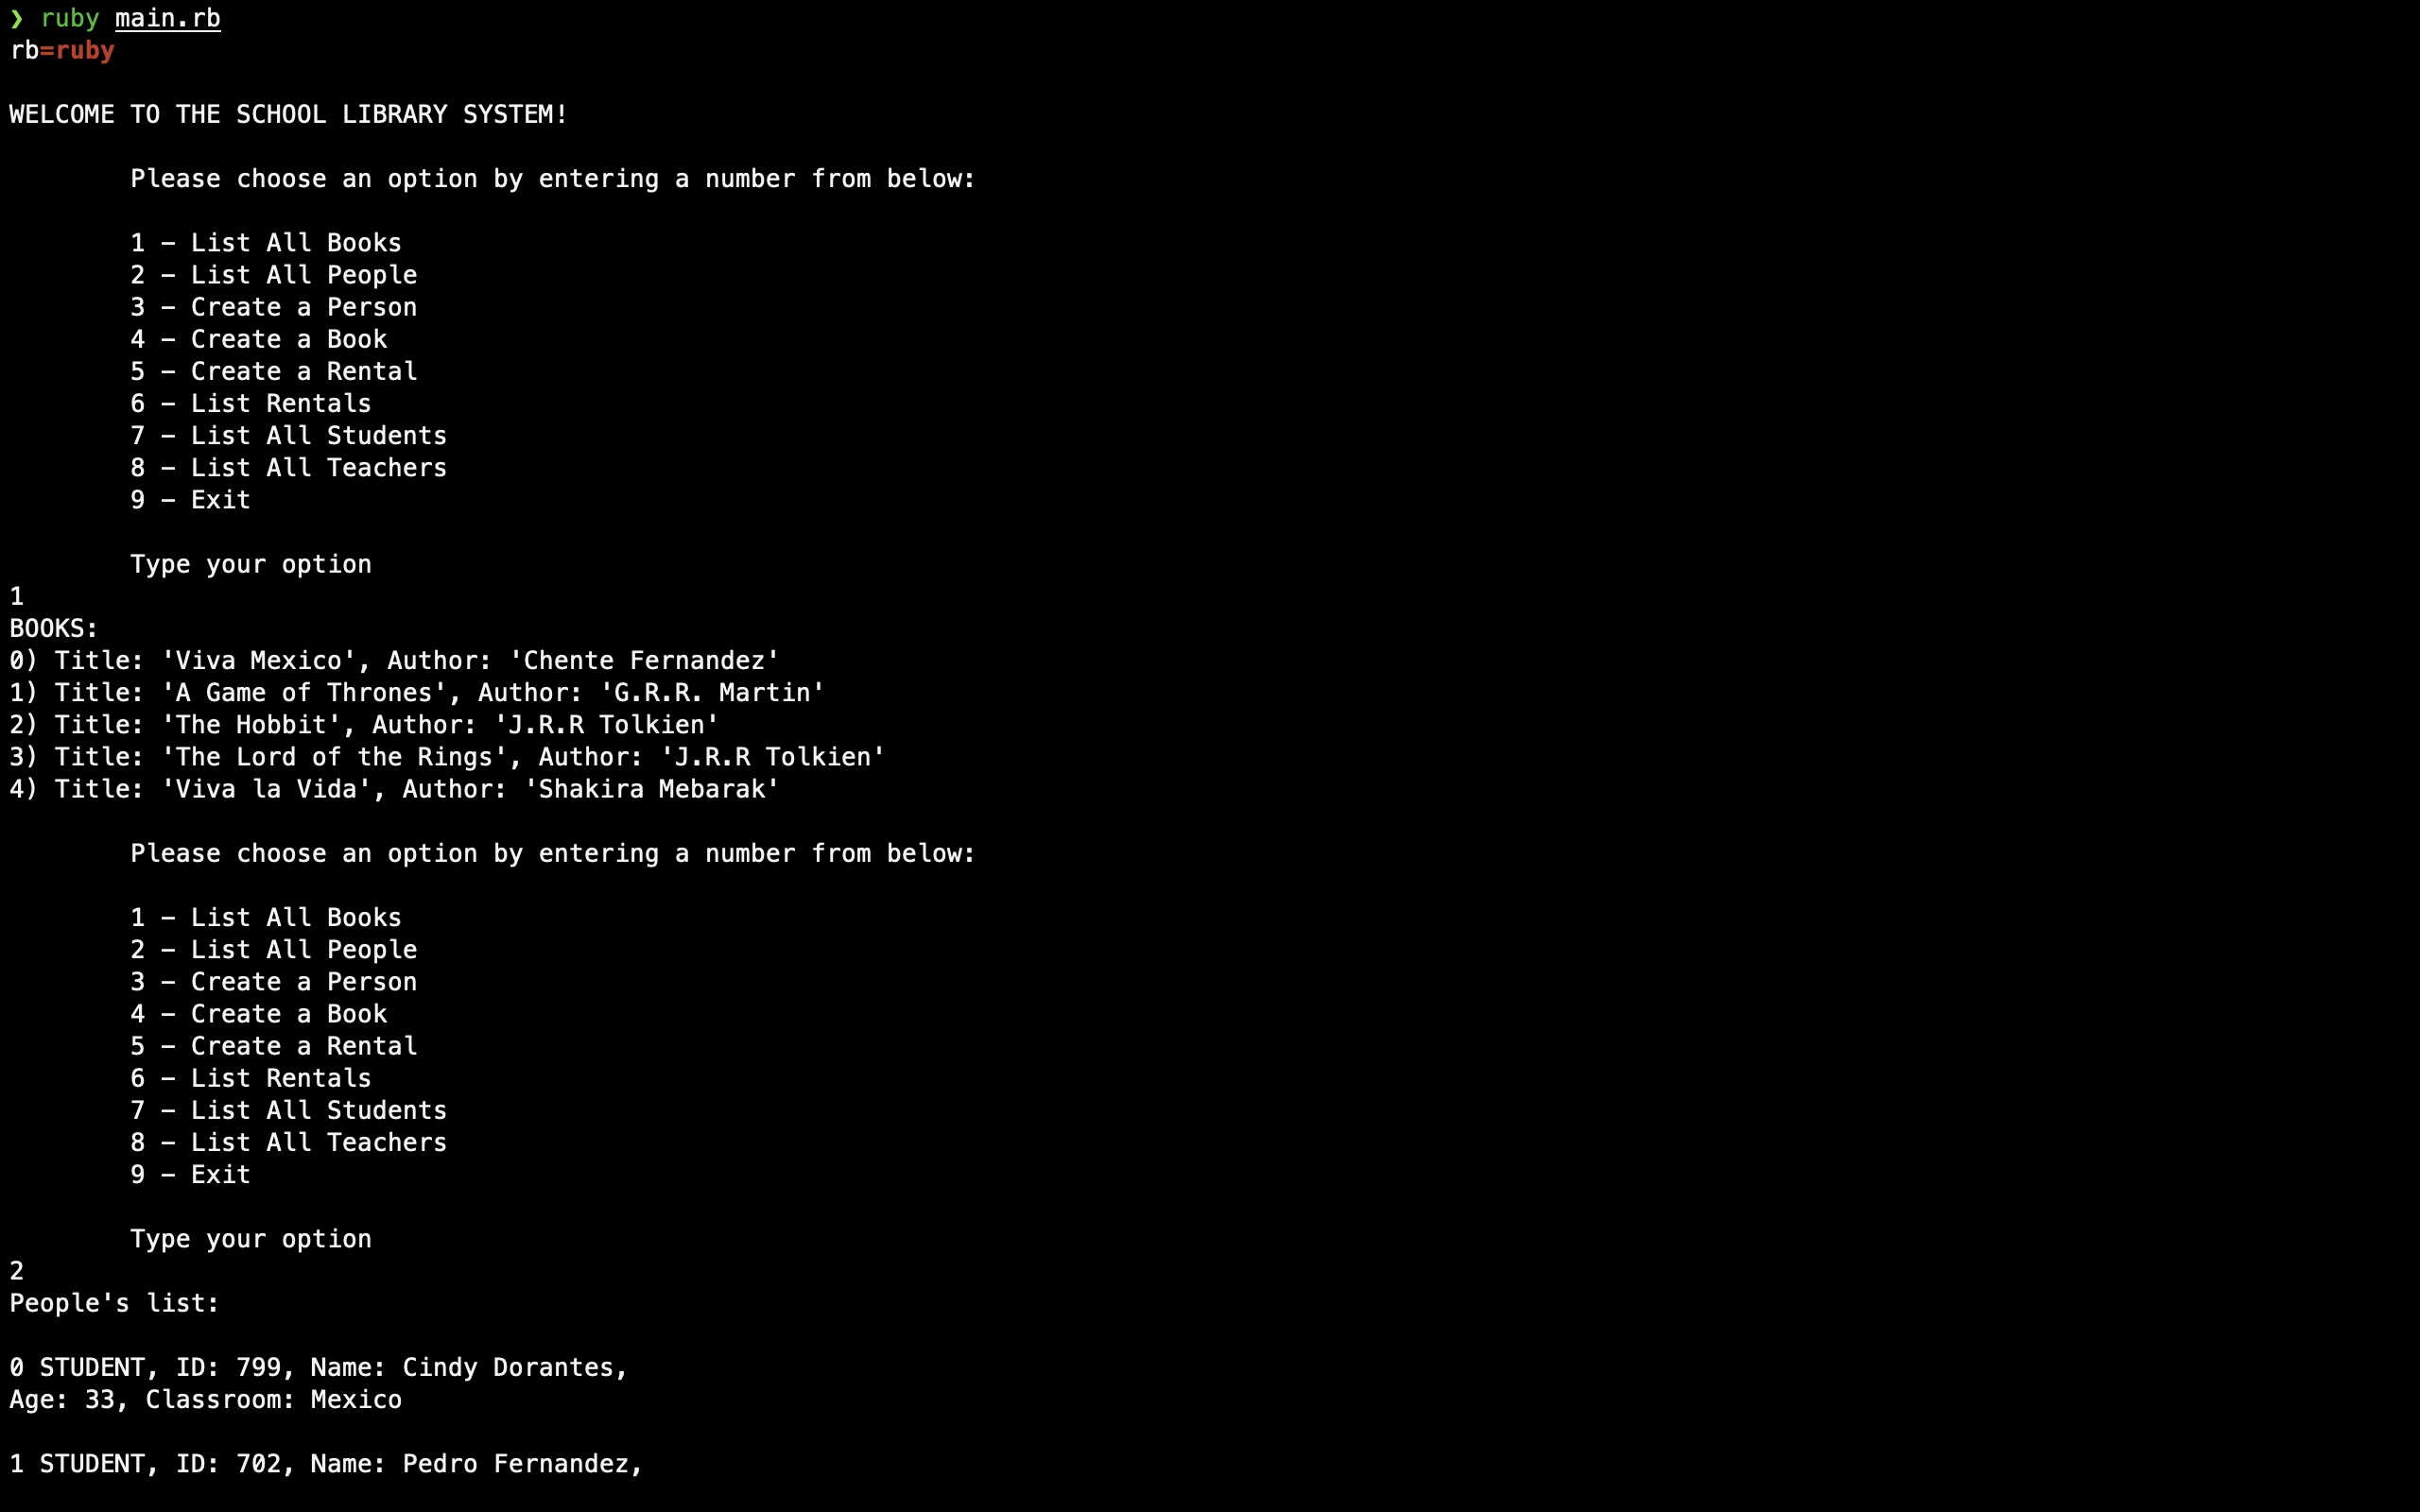 ❯ ruby main.rb
rb=ruby
WELCOME TO THE SCHOOL LIBRARY SYSTEM!
Please choose an option by entering a number from below:
1 – List All Books
2 – List All People
3 – Create a Person
4 – Create a Book
5 – Create a Rental
6 – List Rentals
7 – List All Students
8 – List All Teachers
9 – Exit
Type your option
1
BOOKS:
0) Title: 'Viva Mexico', Author: 'Chente Fernandez'
1) Title: 'A Game of Thrones', Author: 'G.R.R. Martin'
2) Title: 'The Hobbit', Author: 'J.R.R Tolkien'
3) Title: 'The Lord of the Rings', Author: 'J.R.R Tolkien'
4) Title: 'Viva la Vida', Author: 'Shakira Mebarak'
Please choose an option by entering a number from below:
1 – List All Books
2 – List All People
3 – Create a Person
4 – Create a Book
5 – Create a Rental
6 – List Rentals
7 – List All Students
8 – List All Teachers
9 – Exit
Type your option
2
People's list:
0 STUDENT, ID: 799, Name: Cindy Dorantes,
Age: 33, Classroom: Mexico
1 STUDENT, ID: 702, Name: Pedro Fernandez,